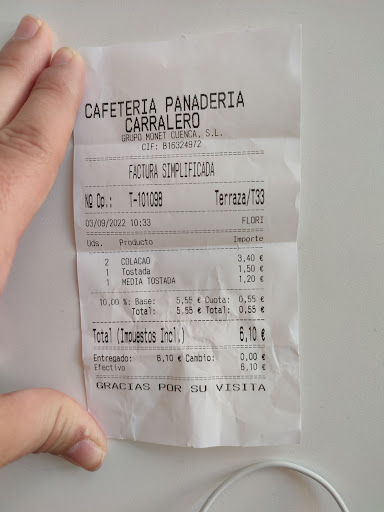 CAFETERIA PANADERIA
CARRALERO
GRUPO MONET CUENCA, S.L.
CIF: B16324972
FACTURA SIMPLIFICADA
Nº Op.: T-101098 Terraza/T33
03/09/2022 10:33 FLORI
Uds. Producto Importe
2 COLACAO 3,40 €
1 Tostada 1,50 €
1 MEDIA TOSTADA 1,20 €
10,00 %: Base: 5,55 € Cuota: 0,55 €
Total: 5,55 € Total: 0,55 €
Total (Impuestos Incl.) 6,10 €
Entregado: 6,10 € Cambio: 0,00 €
Efectivo 6,10 €
GRACIAS POR SU VISITA